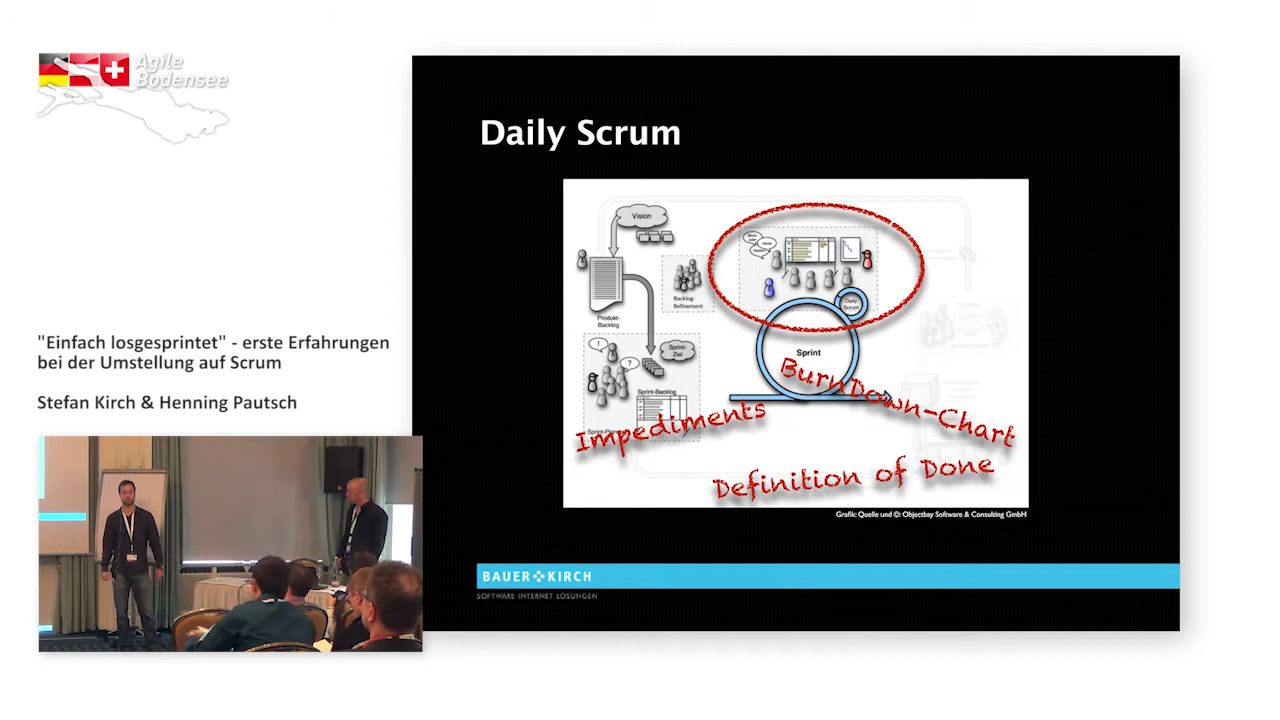 Agile
Bodensee
"Einfach losgesprintet" - erste Erfahrungen
bei der Umstellung auf Scrum
Stefan Kirch & Henning Pautsch
Daily Scrum
Vision
Produkt-
Backlog
Backlog-
Refinement
Daily
Scrum
Sprint
!
?
Sprint-
Ziel
Sprint-Backlog
BurnDown-Chart
Impediments
Definition of Done
Grafik: Quelle und ©: Objectbay Software & Consulting GmbH
BAUER KIRCH
SOFTWARE INTERNET LÖSUNGEN